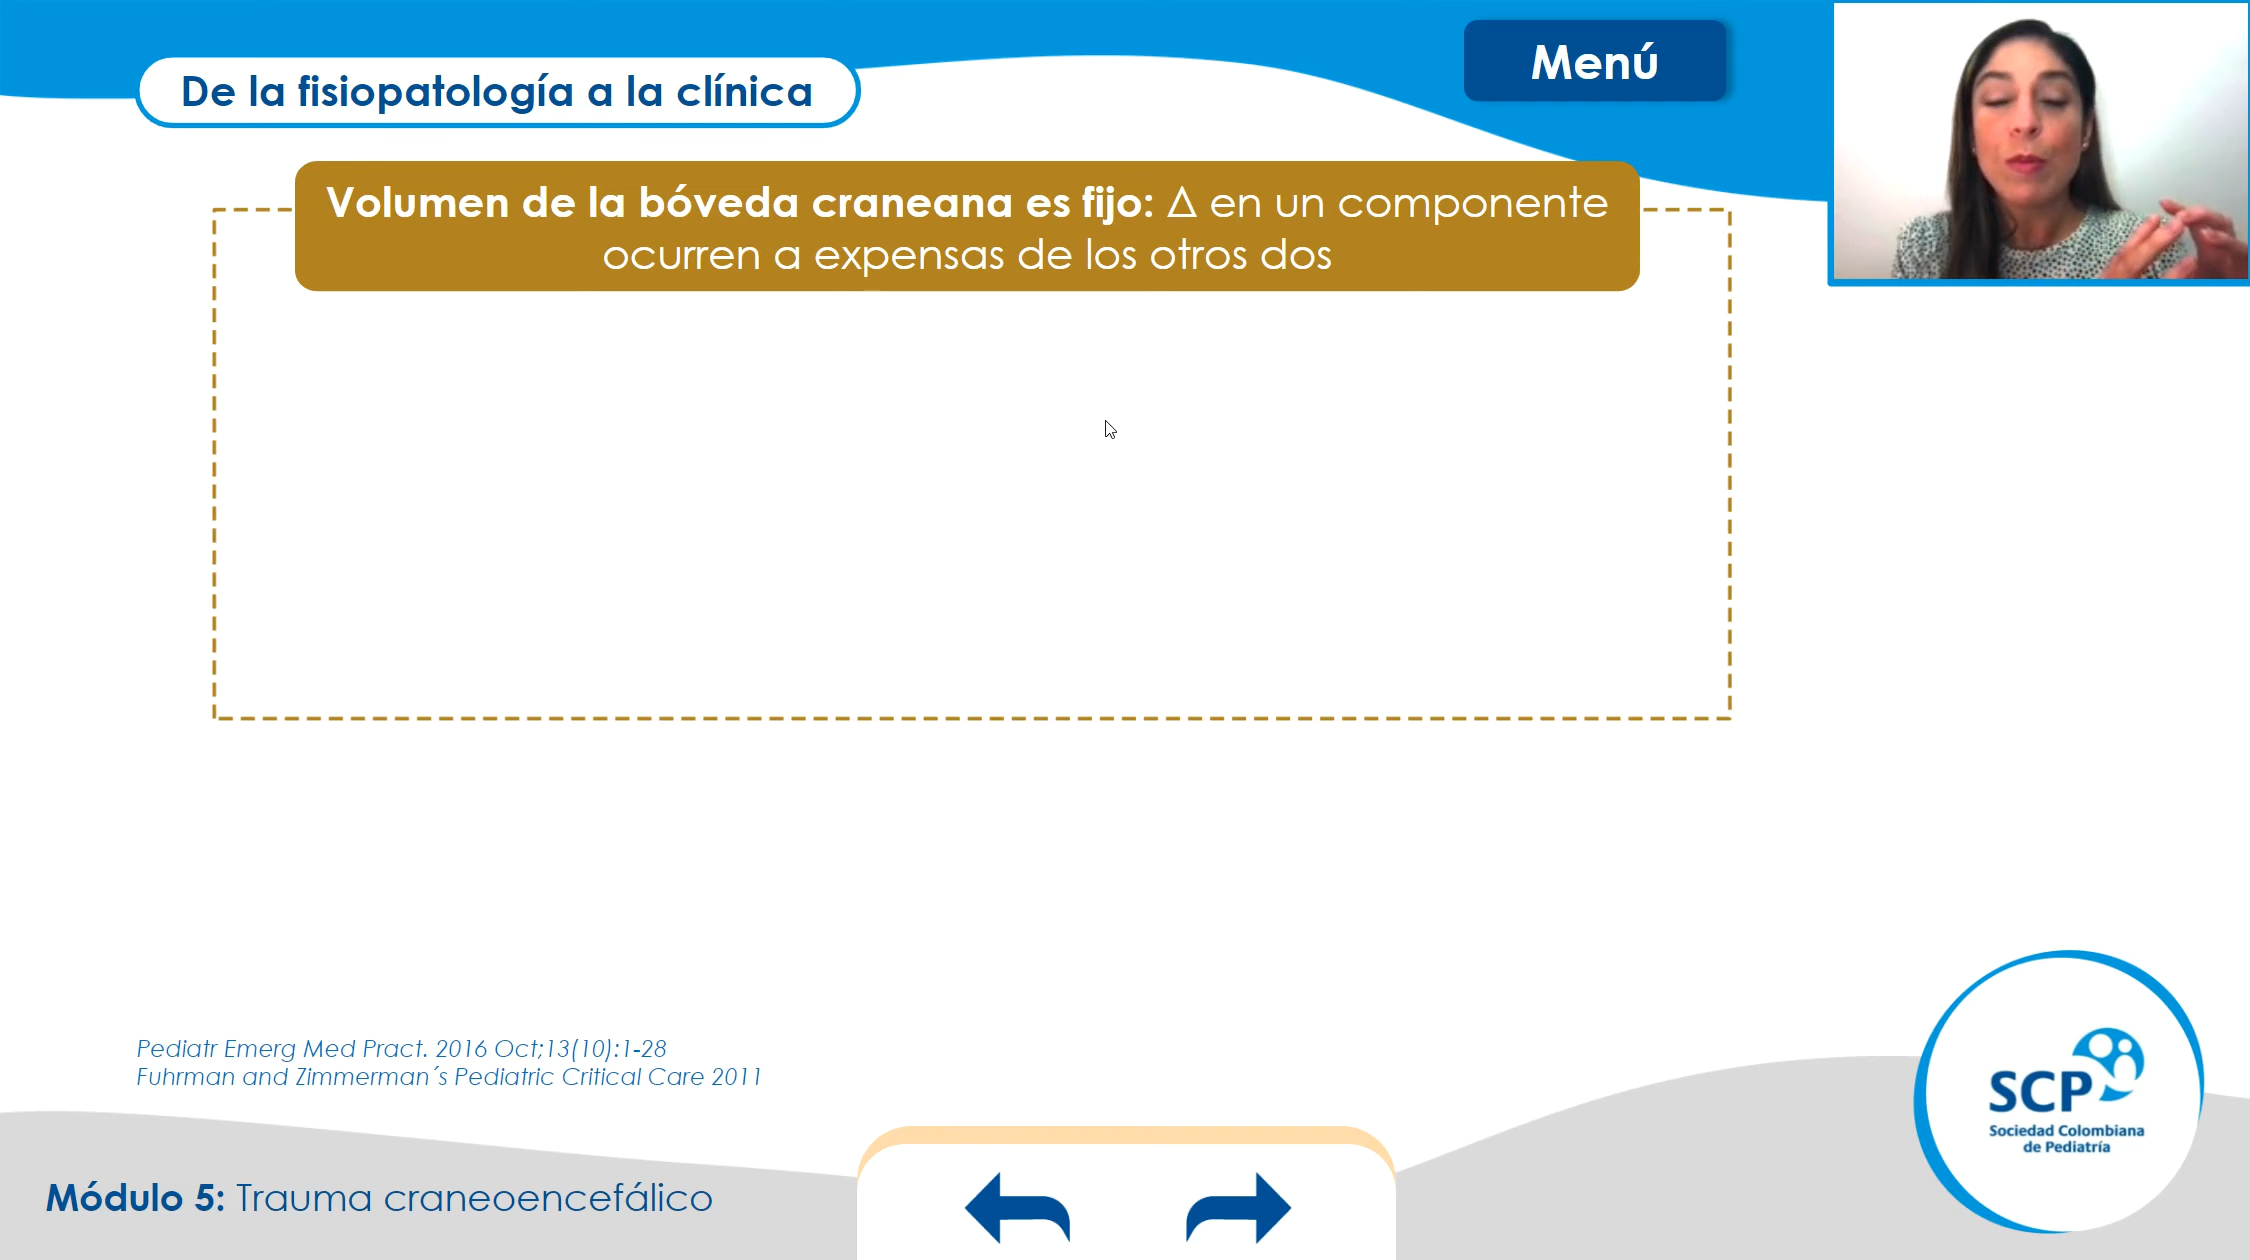 De la fisiopatología a la clínica
Menú
Volumen de la bóveda craneana es fijo: Δ en un componente
ocurren a expensas de los otros dos
Pediatr Emerg Med Pract. 2016 Oct;13(10):1-28
Fuhrman and Zimmerman´s Pediatric Critical Care 2011
SCP
Sociedad Colombiana
de Pediatría
Módulo 5: Trauma craneoencefálico